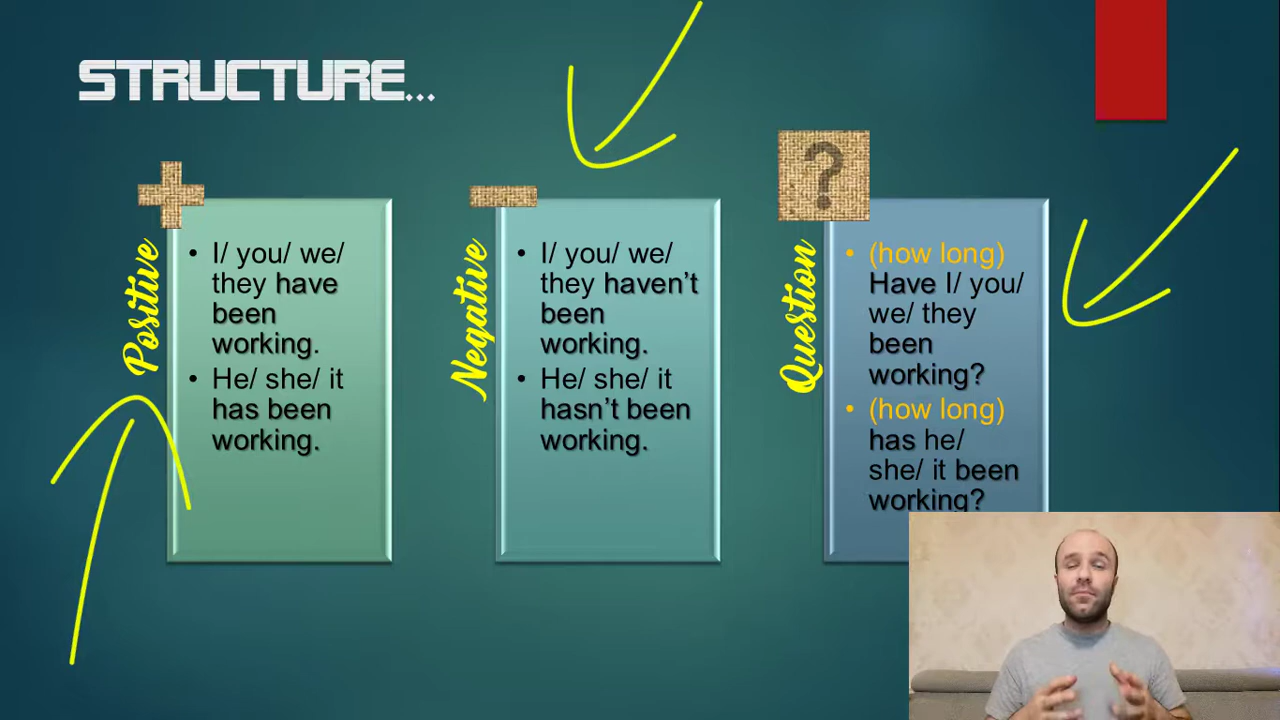 STRUCTURE...
Positive
• I/ you/ we/
they have
been
working.
• He/ she/ it
has been
working.
Negative
• I/ you/ we/
they haven’t
been
working.
• He/ she/ it
hasn’t been
working.
?
Question
• (how long)
Have I/ you/
we/ they
been
working?
• (how long)
has he/
she/ it been
working?